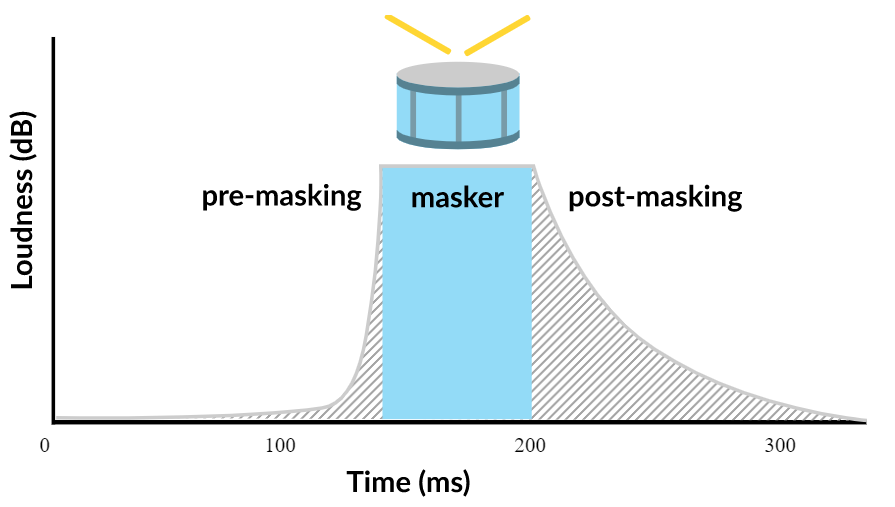 Loudness (dB)
pre-masking
masker
post-masking
0
100
200
300
Time (ms)